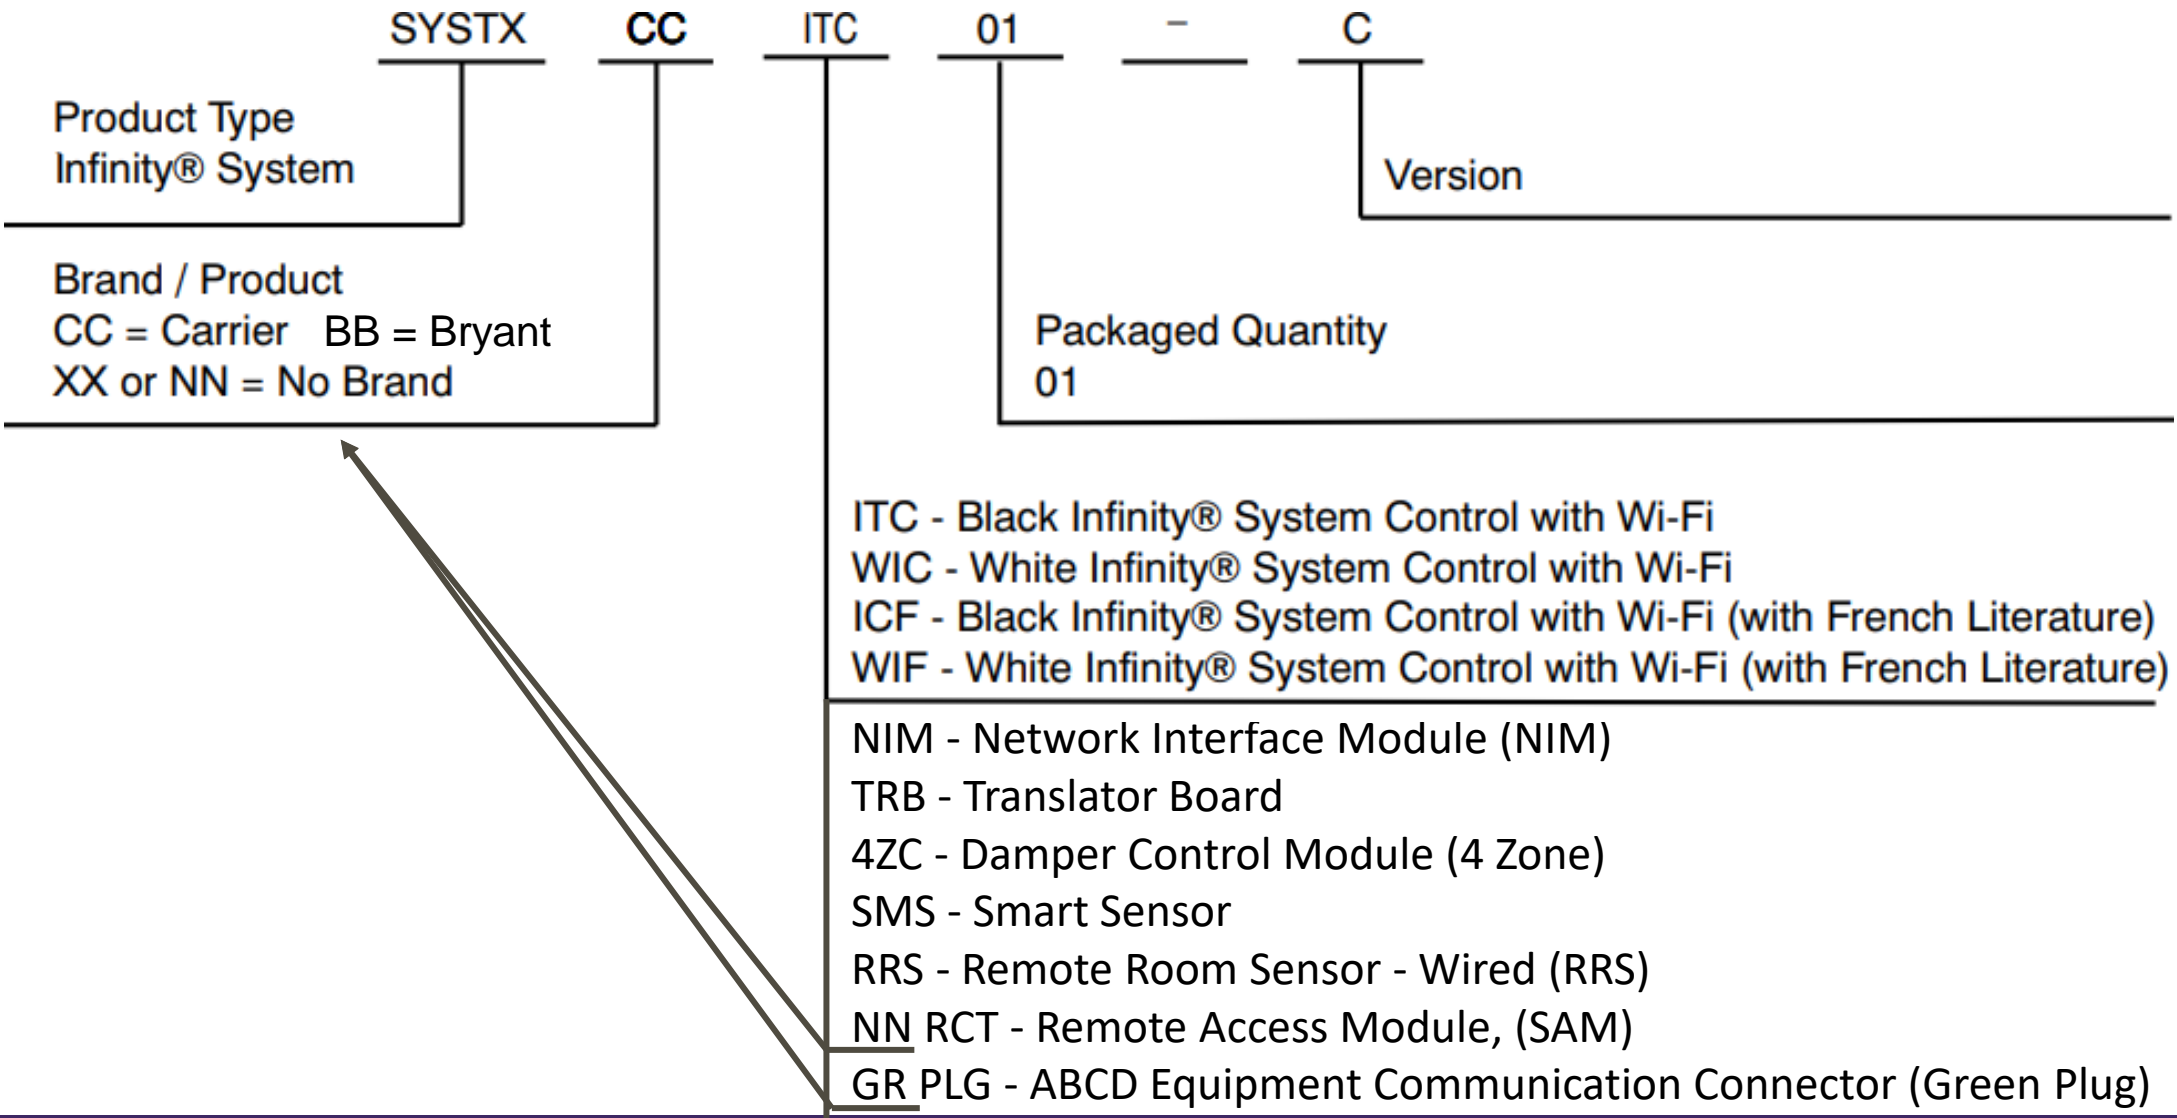 SYSTX CC ITC 01 – C
Product Type
Infinity® System
Version
Brand / Product
CC = Carrier BB = Bryant
XX or NN = No Brand
Packaged Quantity
01
ITC - Black Infinity® System Control with Wi-Fi
WIC - White Infinity® System Control with Wi-Fi
ICF - Black Infinity® System Control with Wi-Fi (with French Literature)
WIF - White Infinity® System Control with Wi-Fi (with French Literature)
NIM - Network Interface Module (NIM)
TRB - Translator Board
4ZC - Damper Control Module (4 Zone)
SMS - Smart Sensor
RRS - Remote Room Sensor - Wired (RRS)
NN RCT - Remote Access Module, (SAM)
GR PLG - ABCD Equipment Communication Connector (Green Plug)